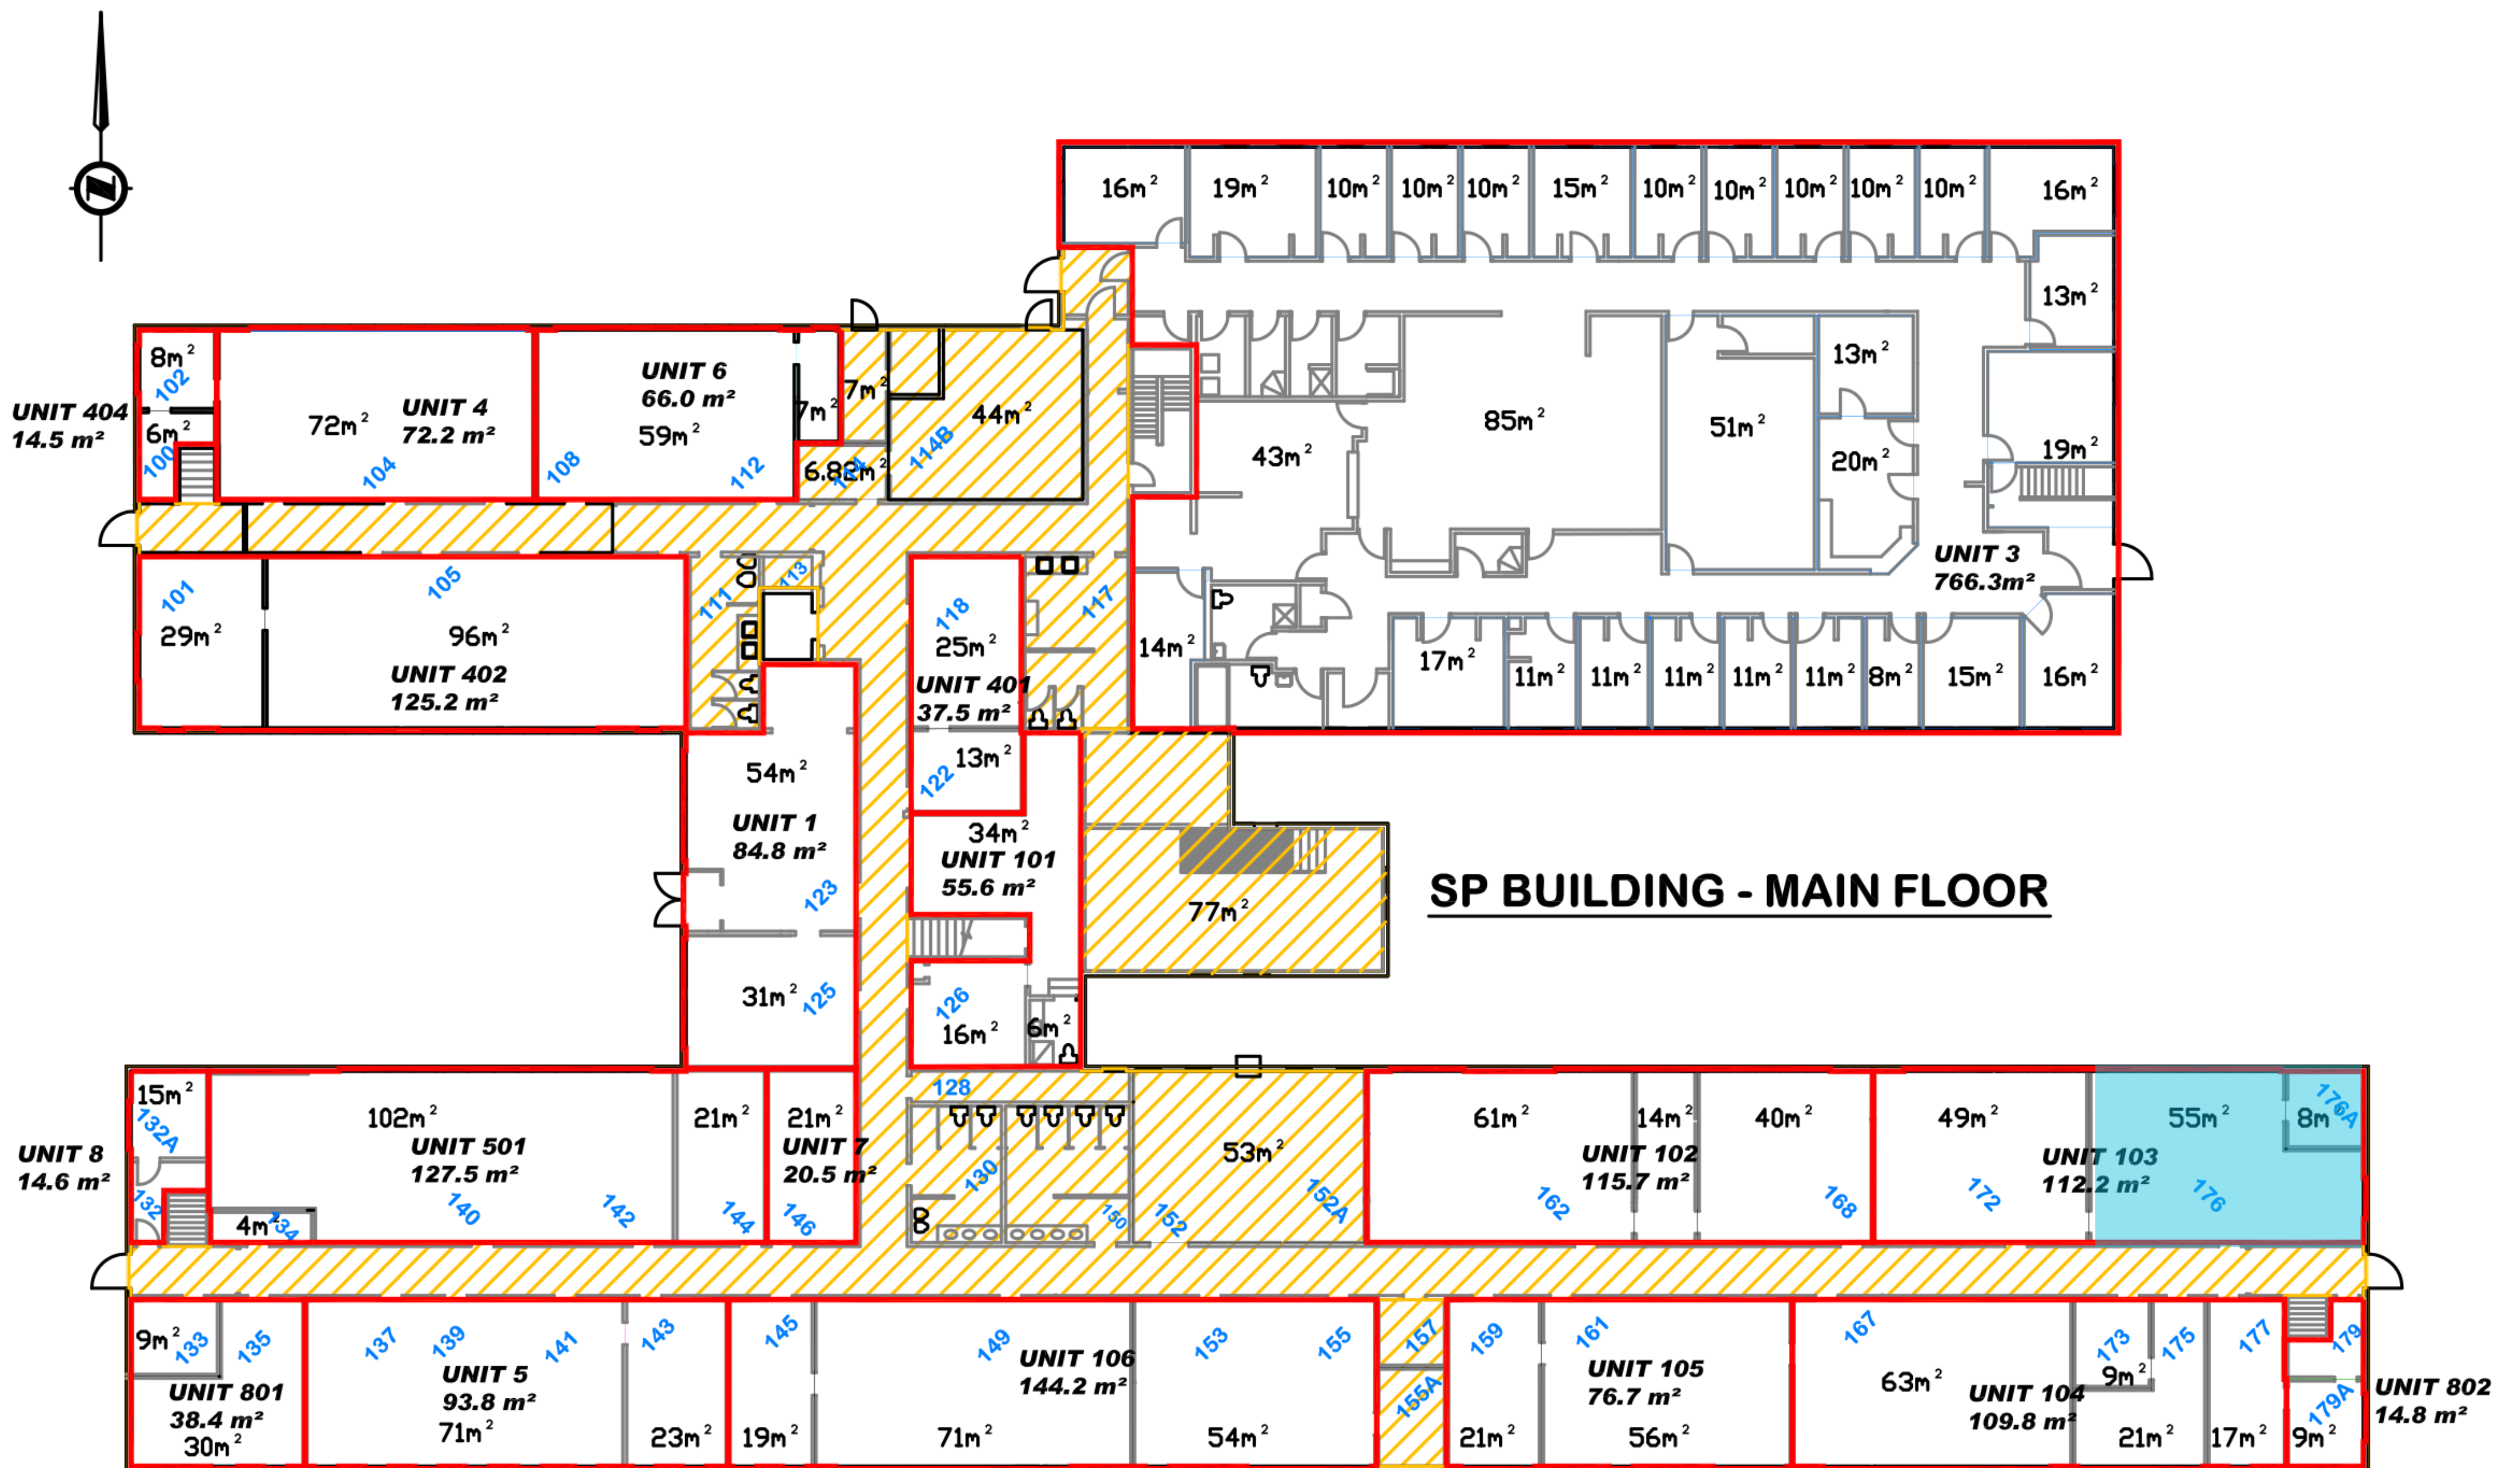 N
16m²
19m²
10m²
10m²
10m²
15m²
10m²
10m²
10m²
10m²
10m²
16m²
13m²
13m²
19m²
85m²
51m²
20m²
43m²
UNIT 3
766.3m²
14m²
17m²
11m²
11m²
11m²
11m²
11m²
8m²
15m²
16m²
8m²
102
UNIT 404
14.5 m²
6m²
100
72m²
UNIT 4
72.2 m²
104
UNIT 6
66.0 m²
59m²
108
112
7m²
7m²
6.82m²
114
44m²
114B
101
29m²
105
96m²
UNIT 402
125.2 m²
111
113
118
25m²
UNIT 401
37.5 m²
117
13m²
122
54m²
UNIT 1
84.8 m²
123
31m²
125
34m²
UNIT 101
55.6 m²
126
16m²
6m²
77m²
SP BUILDING - MAIN FLOOR
15m²
132A
UNIT 8
14.6 m²
132
102m²
UNIT 501
127.5 m²
4m²
134
140
142
21m²
144
21m²
UNIT 7
20.5 m²
146
128
130
150
152
53m²
152A
61m²
14m²
40m²
UNIT 102
115.7 m²
162
168
49m²
172
UNIT 103
112.2 m²
55m²
176
8m²
176A
9m²
133
135
UNIT 801
38.4 m²
30m²
137
139
141
143
UNIT 5
93.8 m²
71m²
23m²
145
19m²
149
UNIT 106
144.2 m²
71m²
153
155
54m²
157
155A
159
161
UNIT 105
76.7 m²
21m²
56m²
167
63m²
UNIT 104
109.8 m²
173
9m²
175
21m²
177
17m²
179
179A
9m²
UNIT 802
14.8 m²